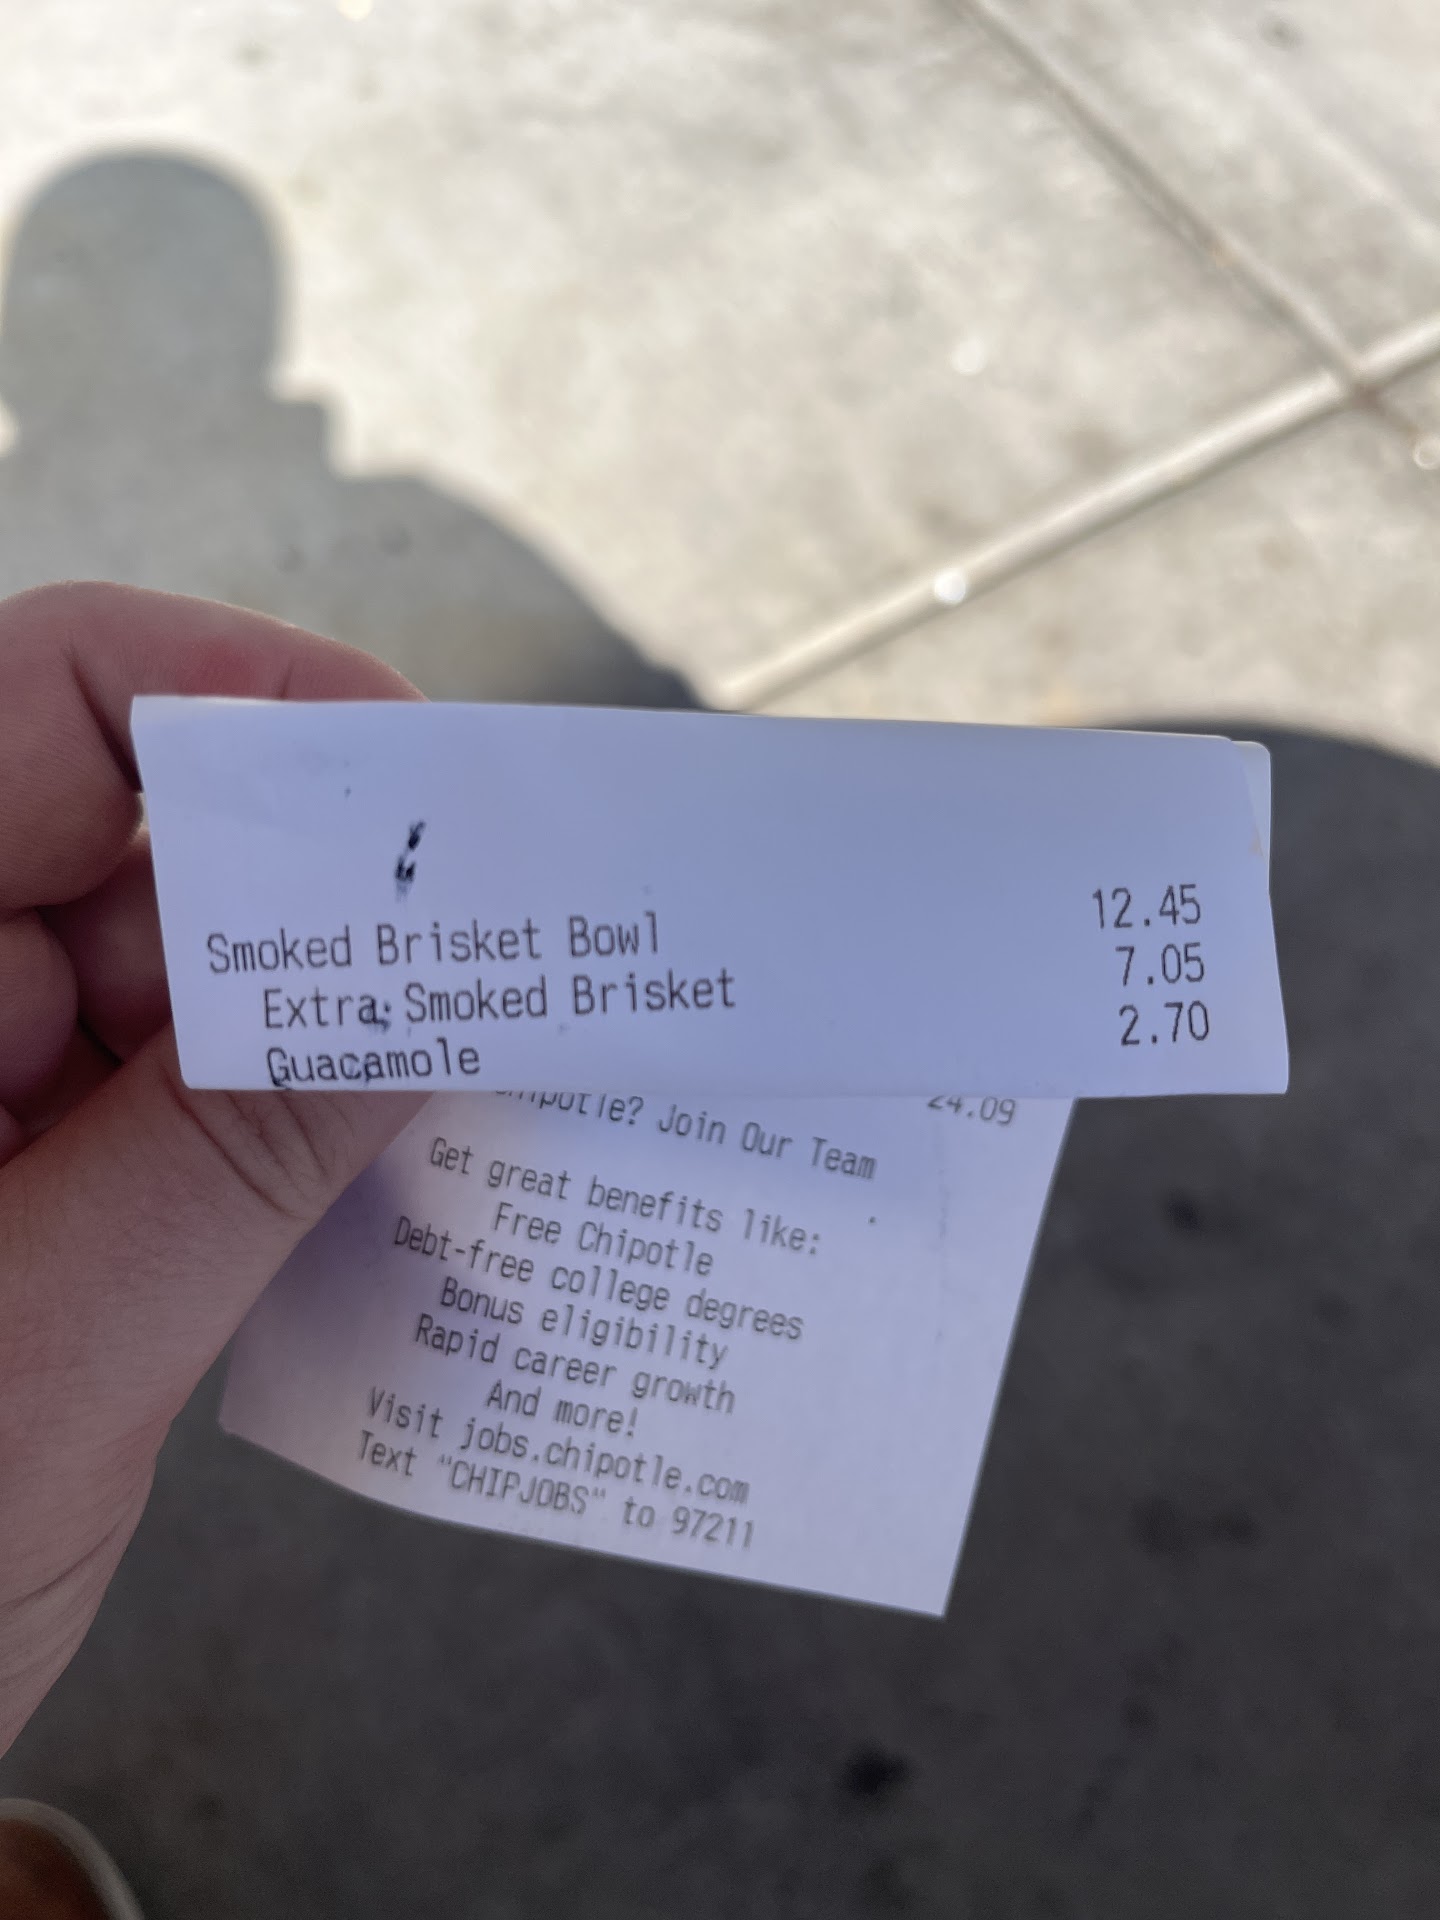 Smoked Brisket Bowl 12.45
Extra: Smoked Brisket 7.05
Guacamole 2.70
24.09
Join Our Team
Get great benefits like:
Free Chipotle
Debt-free college degrees
Bonus eligibility
Rapid career growth
And more!
Visit jobs.chipotle.com
Text "CHIPJOBS" to 97211